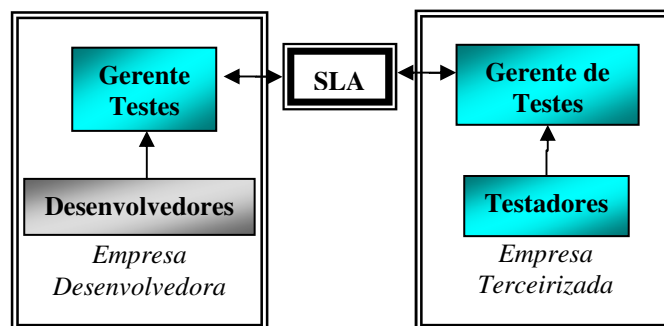 Gerente
Testes
SLA
Gerente de
Testes
Desenvolvedores
Testadores
Empresa
Desenvolvedora
Empresa
Terceirizada